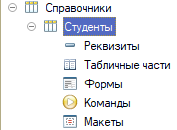 Справочники
Студенты
Реквизиты
Табличные части
Формы
Команды
Макеты